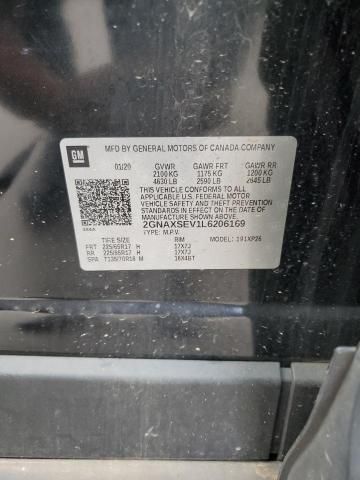 GM
MFD BY GENERAL MOTORS OF CANADA COMPANY
01/20 GVWR GAWR FRT GAWR RR
2100 KG 1175 KG 1200 KG
4630 LB 2590 LB 2645 LB
THIS VEHICLE CONFORMS TO ALL
APPLICABLE U.S. FEDERAL MOTOR
VEHICLE SAFETY AND THEFT
PREVENTION STANDARDS IN EFFECT
ON THE DATE OF MANUFACTURE
SHOWN ABOVE.
2GNAXSEV1L6206169
TYPE: M.P.V. MODEL: 1XP26
TIRE SIZE RIM
FRT 225/65R17 H 17X7J
RR 225/65R17 H 17X7J
SPA T135/70R16 M 16X4BT